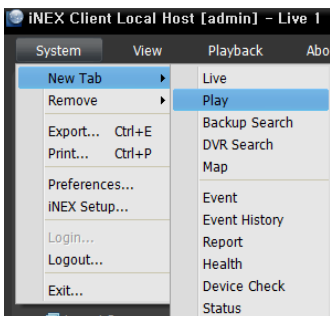 iNEX Client Local Host [admin] – Live 1
System View Playback Abo
New Tab
Remove
Export... Ctrl+E
Print... Ctrl+P
Preferences...
iNEX Setup...
Login...
Logout...
Exit...
Live
Play
Backup Search
DVR Search
Map
Event
Event History
Report
Health
Device Check
Status